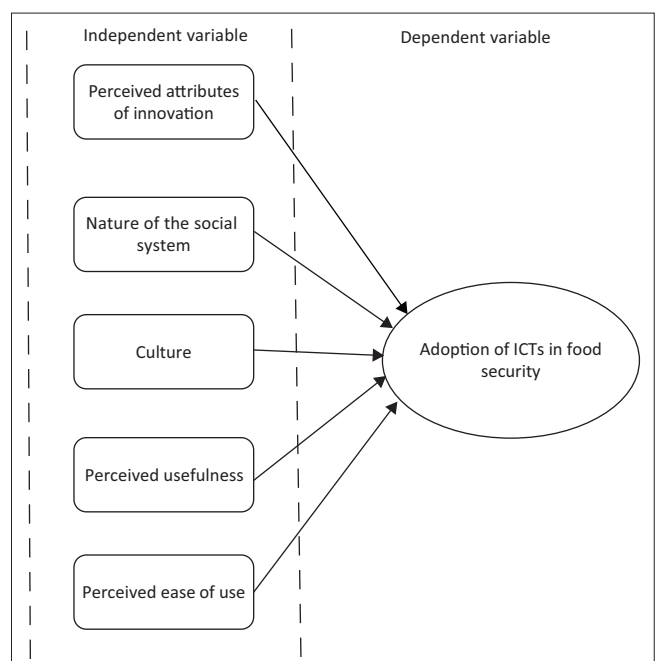 Independent variable
Dependent variable
Perceived attributes
of innovation
Nature of the social
system
Culture
Adoption of ICTs in food
security
Perceived usefulness
Perceived ease of use